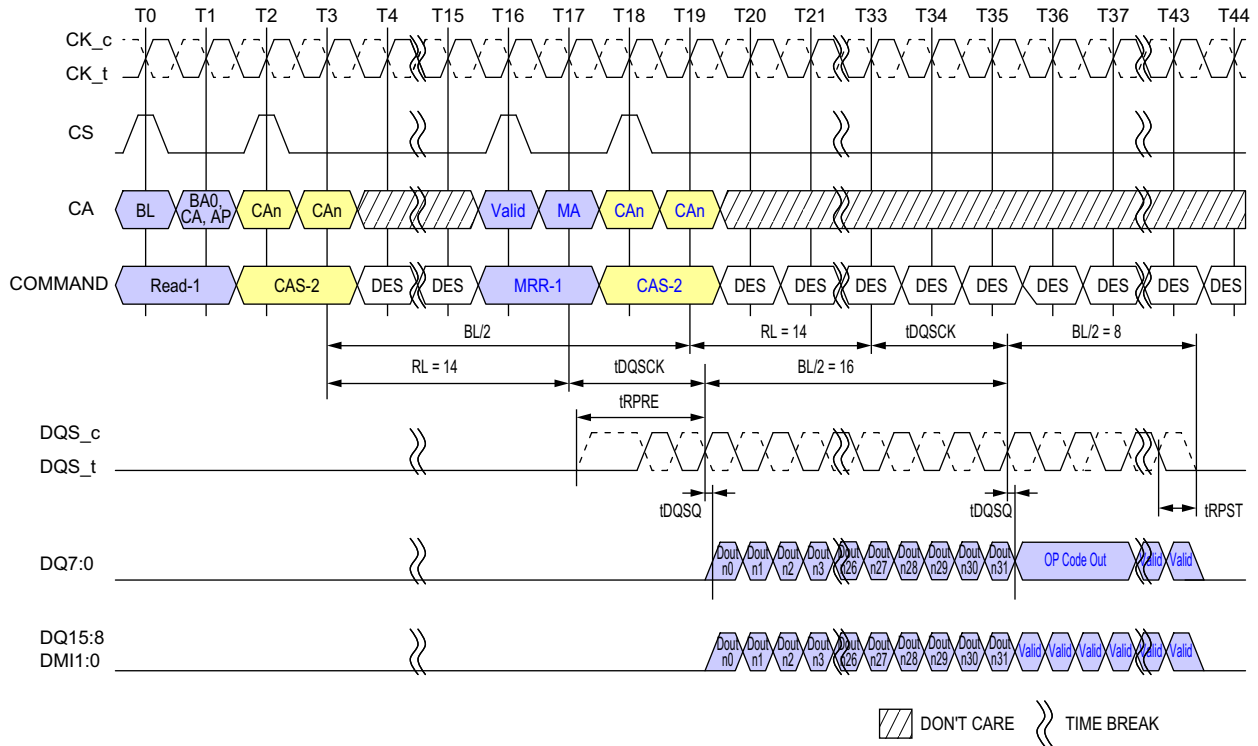 T0 T1 T2 T3 T4 T15 T16 T17 T18 T19 T20 T21 T33 T34 T35 T36 T37 T43 T44
CK_c
CK_t
CS
CA BL BA0, CA, AP CAn CAn Valid MA CAn CAn
COMMAND Read-1 CAS-2 DES DES MRR-1 CAS-2 DES DES DES DES DES DES DES DES DES
BL/2 RL = 14 tDQSCK BL/2 = 8
RL = 14 tDQSCK BL/2 = 16
tRPRE
DQS_c
DQS_t
tDQSQ tDQSQ tRPST
DQ7:0 Dout n0 Dout n1 Dout n2 Dout n3 Dout n26 Dout n27 Dout n28 Dout n29 Dout n30 Dout n31 OP Code Out Valid Valid
DQ15:8
DMI1:0 Dout n0 Dout n1 Dout n2 Dout n3 Dout n26 Dout n27 Dout n28 Dout n29 Dout n30 Dout n31 Valid Valid Valid Valid Valid Valid
DON'T CARE TIME BREAK